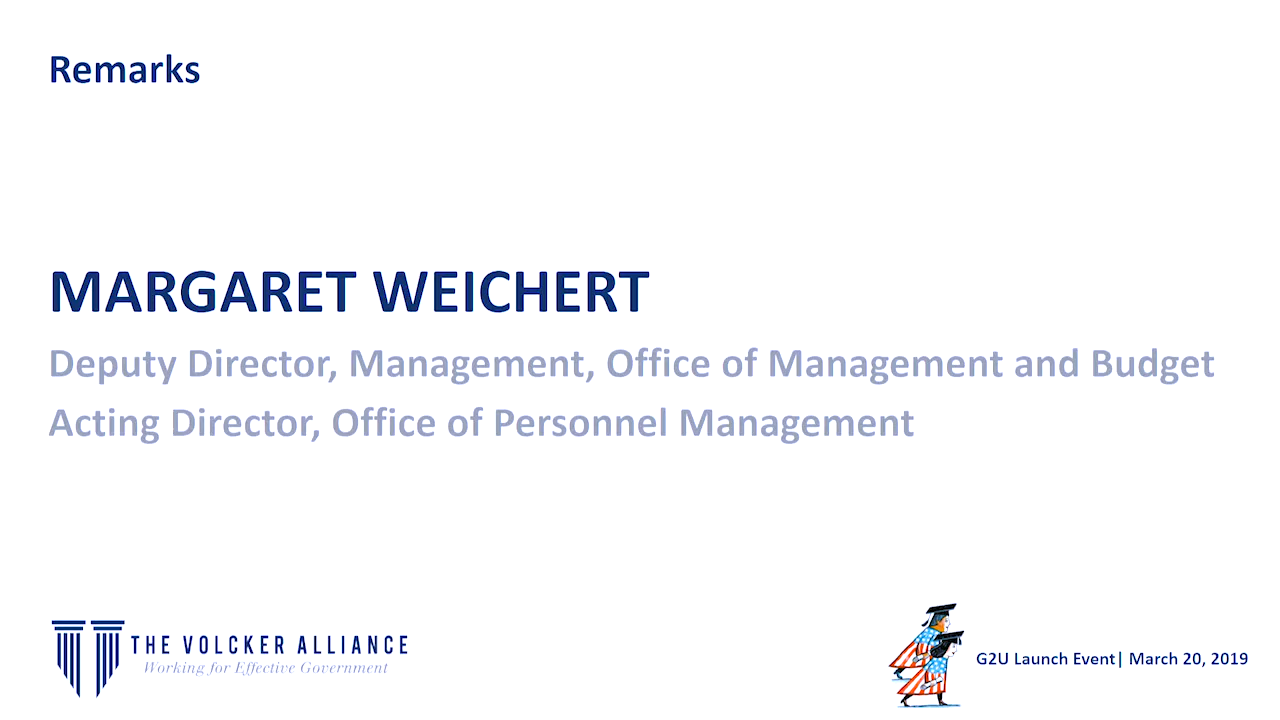 Remarks
MARGARET WEICHERT
Deputy Director, Management, Office of Management and Budget
Acting Director, Office of Personnel Management
THE VOLCKER ALLIANCE
Working for Effective Government
G2U Launch Event| March 20, 2019